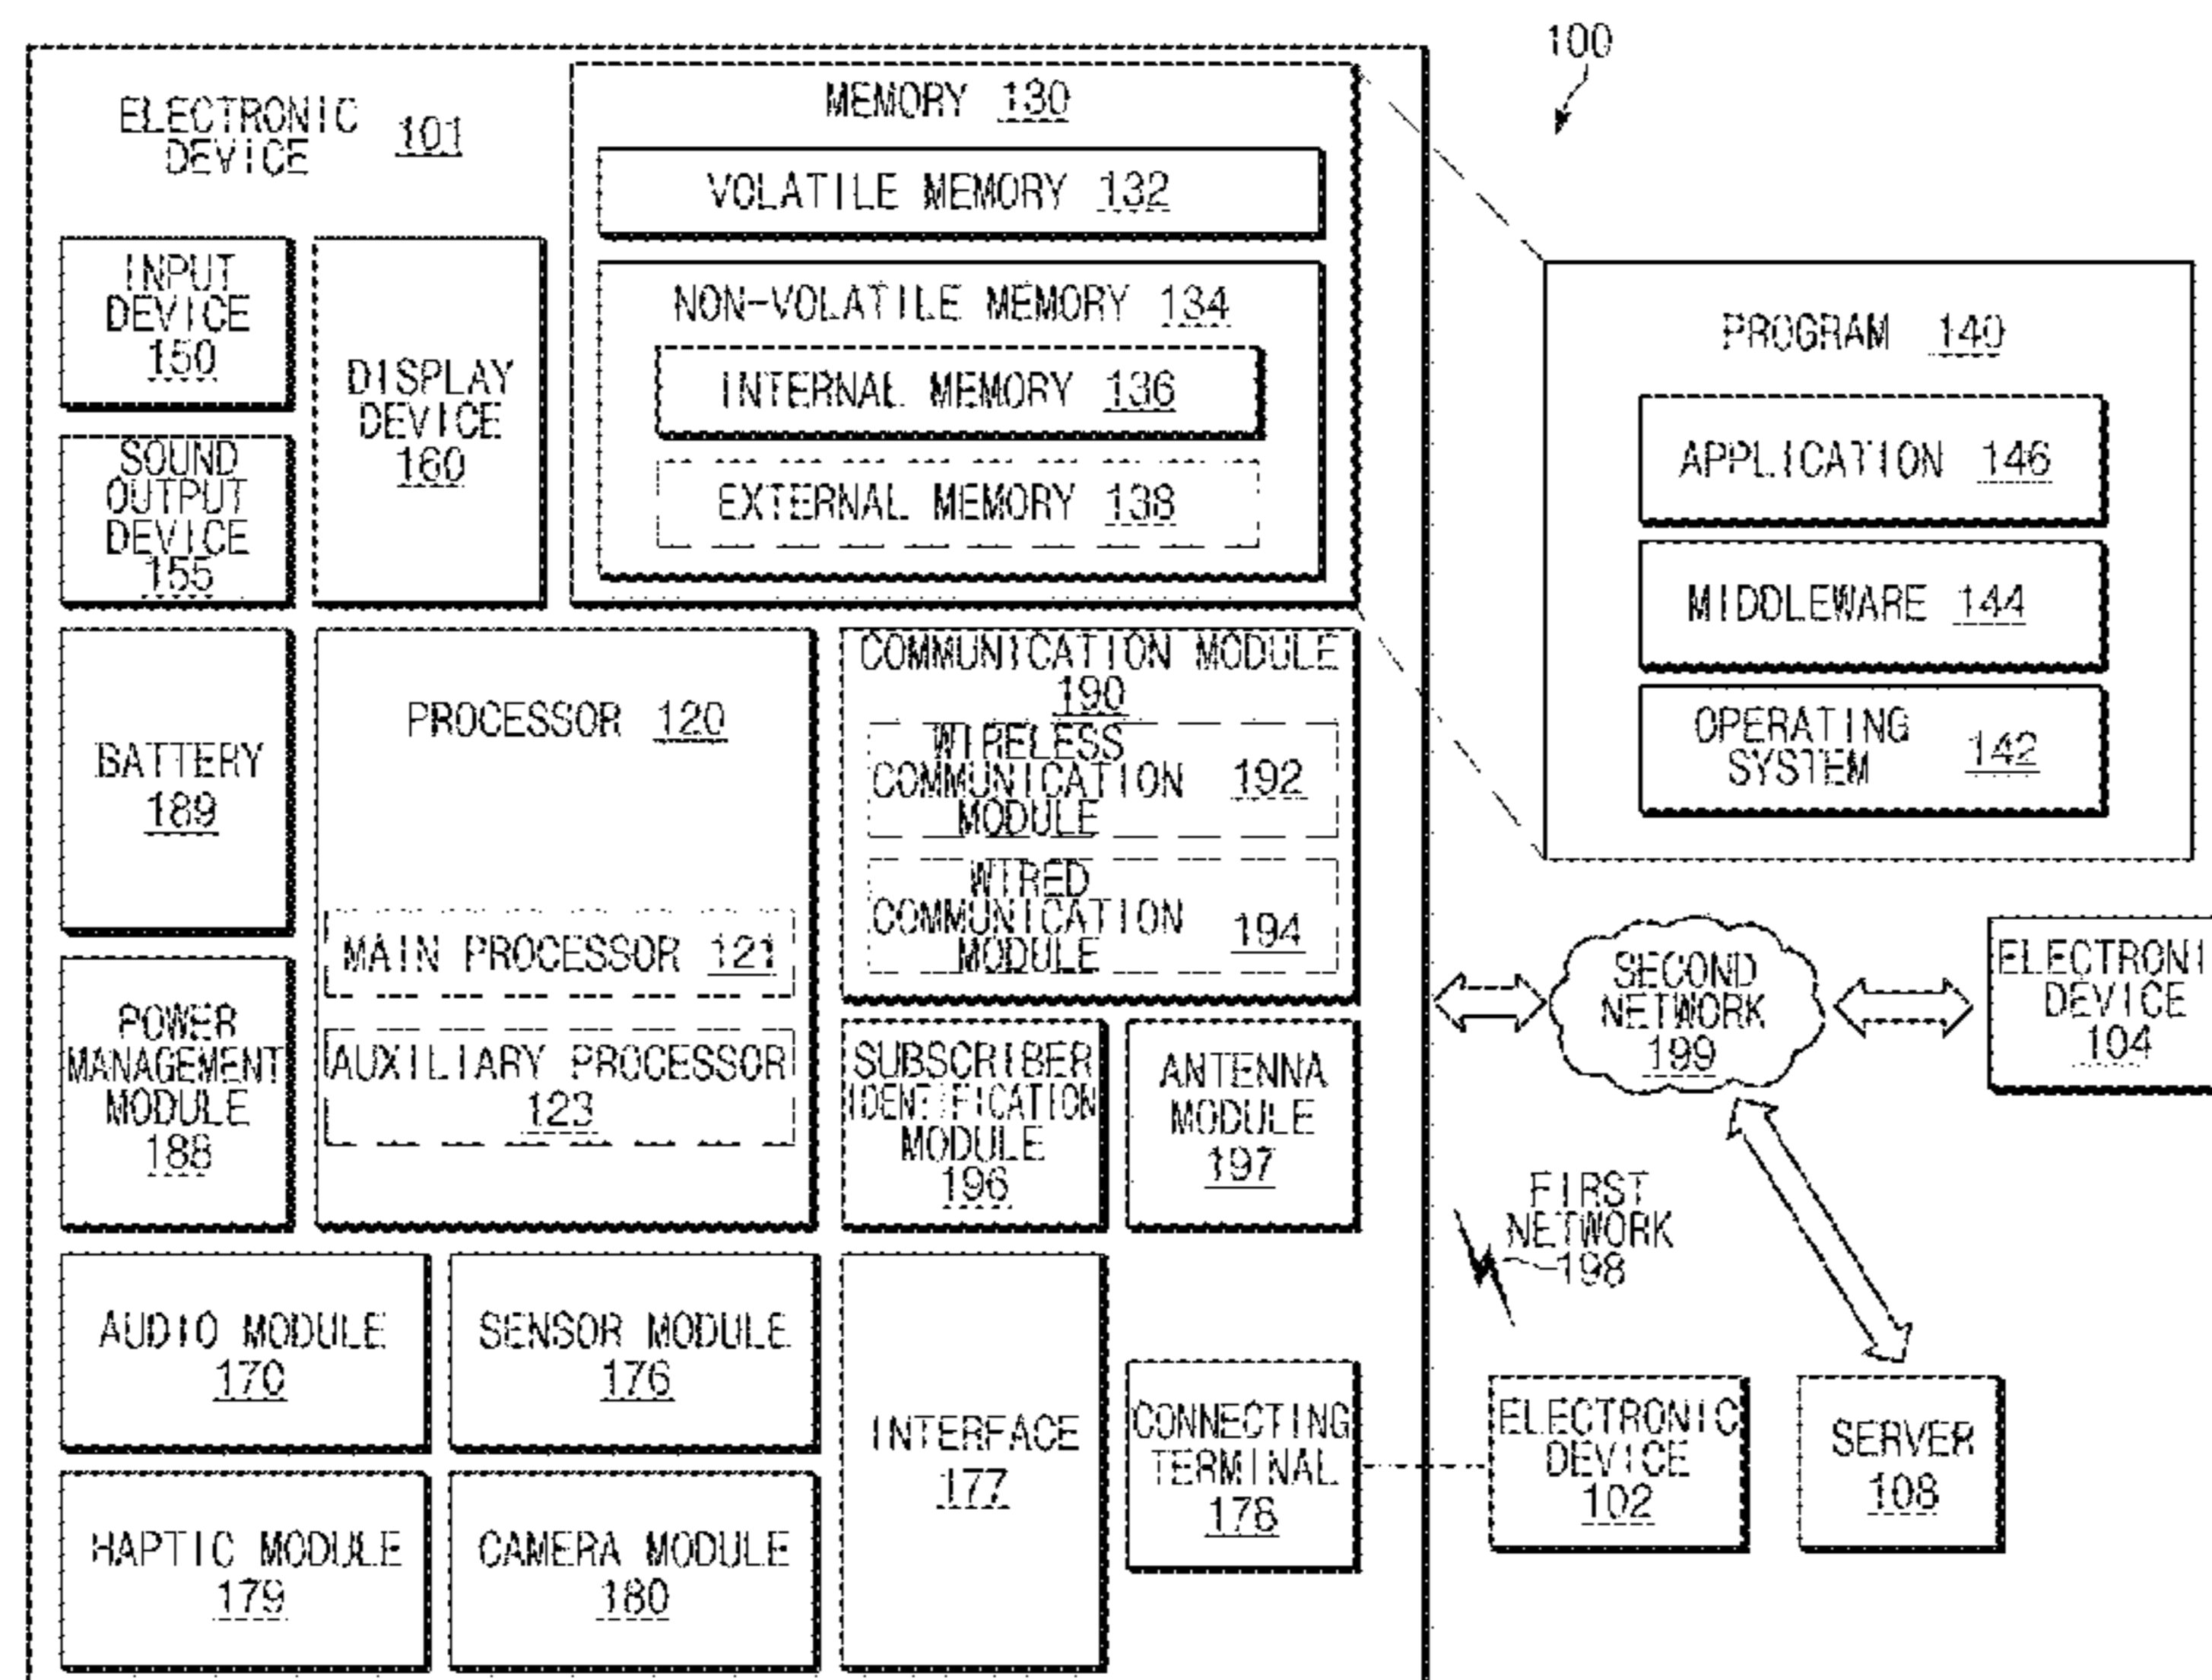 100
ELECTRONIC
DEVICE 101
MEMORY 130
VOLATILE MEMORY 132
NON-VOLATILE MEMORY 134
INTERNAL MEMORY 136
EXTERNAL MEMORY 138
INPUT
DEVICE
150
SOUND
OUTPUT
DEVICE
155
DISPLAY
DEVICE
160
PROGRAM 140
APPLICATION 146
MIDDLEWARE 144
OPERATING
SYSTEM 142
BATTERY
189
POWER
MANAGEMENT
MODULE
188
PROCESSOR 120
MAIN PROCESSOR 121
AUXILIARY PROCESSOR
123
COMMUNICATION MODULE
190
WIRELESS
COMMUNICATION 192
MODULE
WIRED
COMMUNICATION 194
MODULE
SUBSCRIBER
IDENTIFICATION
MODULE
196
ANTENNA
MODULE
197
SECOND
NETWORK
199
ELECTRONI
DEVICE
104
FIRST
NETWORK
198
AUDIO MODULE
170
SENSOR MODULE
176
HAPTIC MODULE
179
CAMERA MODULE
180
INTERFACE
177
CONNECTING
TERMINAL
178
ELECTRONIC
DEVICE
102
SERVER
108